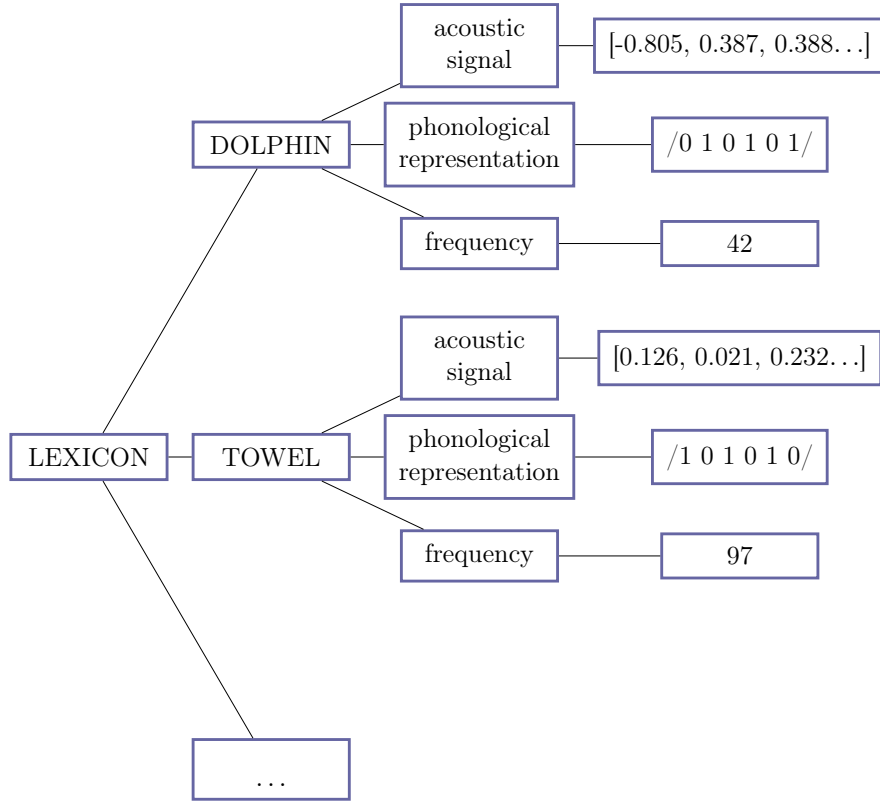 acoustic
signal
[-0.805, 0.387, 0.388...]
DOLPHIN
phonological
representation
/0 1 0 1 0 1/
frequency
42
acoustic
signal
[0.126, 0.021, 0.232...]
LEXICON
TOWEL
phonological
representation
/1 0 1 0 1 0/
frequency
97
...